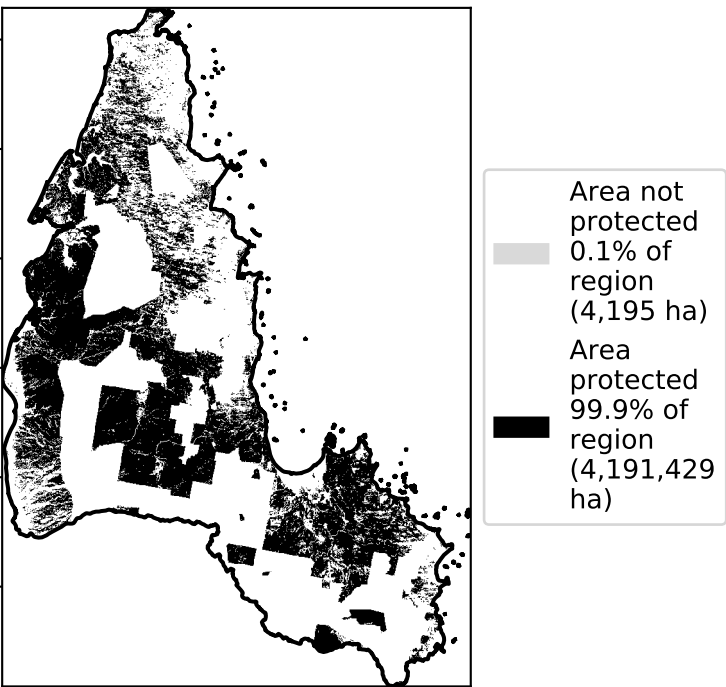 Area not
protected
0.1% of
region
(4,195 ha)
Area
protected
99.9% of
region
(4,191,429
ha)